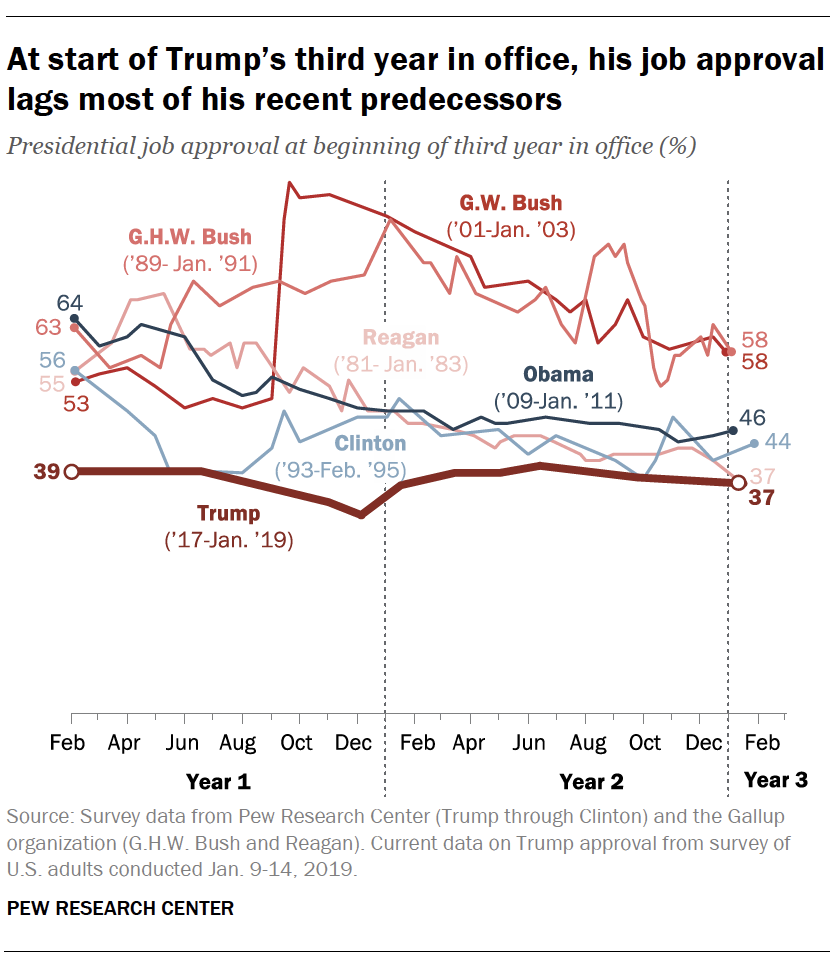 At start of Trump's third year in office, his job approval
lags most of his recent predecessors
Presidential job approval at beginning of third year in office (%)
G.W. Bush
('01-Jan. '03)
G.H.W. Bush
('89- Jan. '91)
64
63
Reagan
('81- Jan. '83)
58
58
56
55
53
Obama
('09-Jan. '11)
46
44
Clinton
('93-Feb. '95)
39
37
37
Trump
('17-Jan. '19)
Feb Apr Jun Aug Oct Dec Feb Apr Jun Aug Oct Dec Feb
Year 1 Year 2 Year 3
Source: Survey data from Pew Research Center (Trump through Clinton) and the Gallup
organization (G.H.W. Bush and Reagan). Current data on Trump approval from survey of
U.S. adults conducted Jan. 9-14, 2019.
PEW RESEARCH CENTER